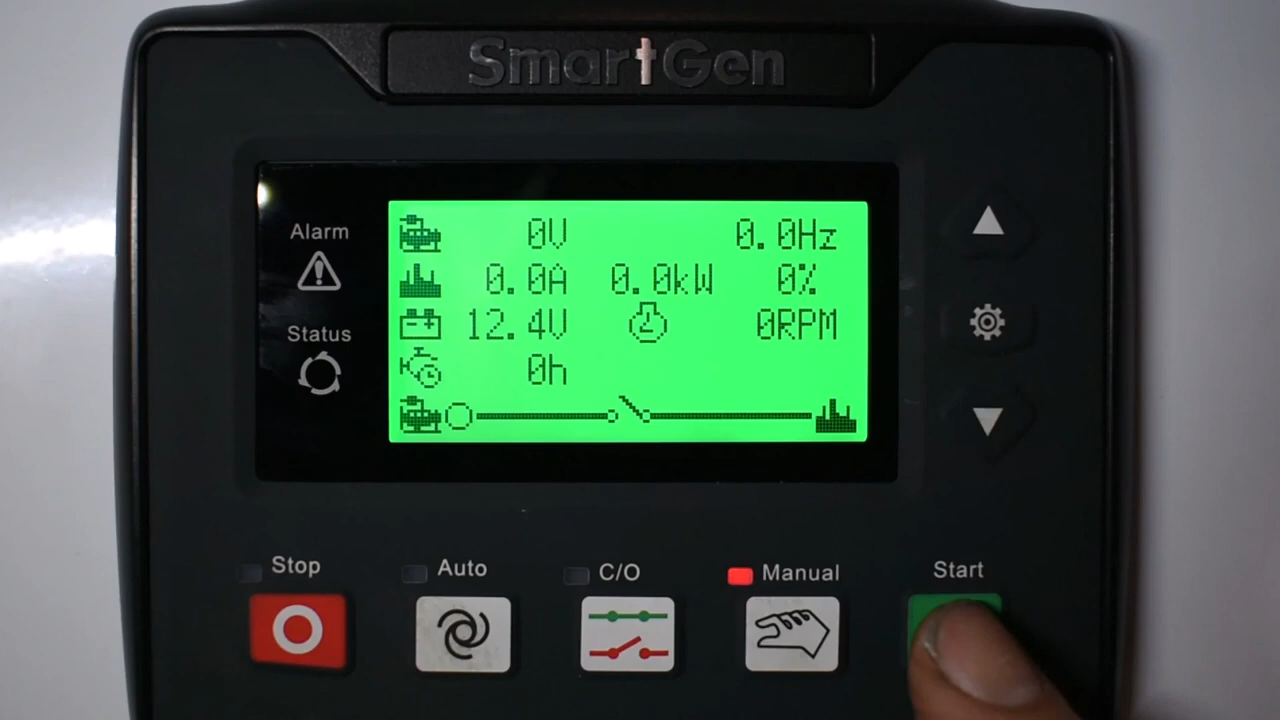 SmartGen
Alarm
Status
0V 0.0Hz
0.0A 0.0kW 0%
12.4V 0RPM
0h
Stop
Auto
C/O
Manual
Start